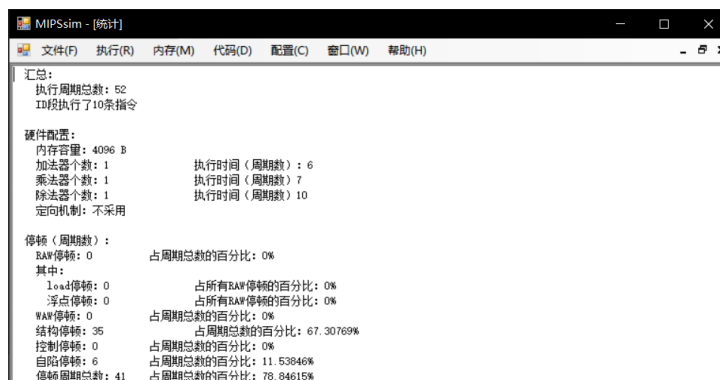 MIPSsim - [统计]
文件(F) 执行(R) 内存(M) 代码(D) 配置(C) 窗口(W) 帮助(H)
汇总:
执行周期总数: 52
ID段执行了10条指令
硬件配置:
内存容量: 4096 B
加法器个数: 1 执行时间 (周期数) : 6
乘法器个数: 1 执行时间 (周期数) 7
除法器个数: 1 执行时间 (周期数) 10
定向机制: 不采用
停顿 (周期数) :
RAW停顿: 0 占周期总数的百分比: 0%
其中:
load停顿: 0 占所有RAW停顿的百分比: 0%
浮点停顿: 0 占所有RAW停顿的百分比: 0%
WAW停顿: 0 占周期总数的百分比: 0%
结构停顿: 35 占周期总数的百分比: 67.30769%
控制停顿: 0 占周期总数的百分比: 0%
自陷停顿: 6 占周期总数的百分比: 11.53846%
停顿周期总数: 41 占周期总数的百分比: 78.84615%